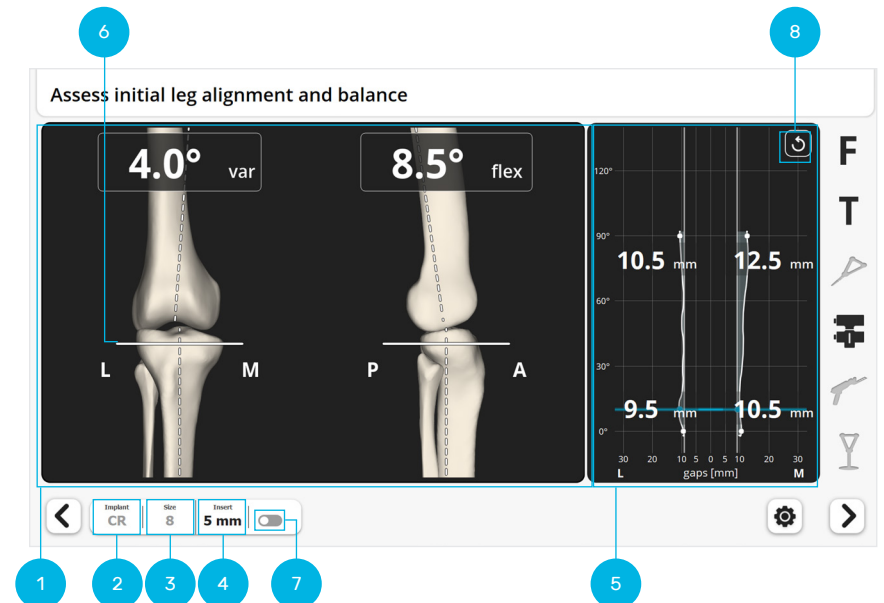 6
8
Assess initial leg alignment and balance
4.0° var
8.5° flex
120°
90°
10.5 mm
12.5 mm
60°
30°
9.5 mm
10.5 mm
0°
L M
P A
30 20 10 5 0 5 10 20 30
L gaps [mm] M
F
T
Implant
CR
Size
8
Insert
5 mm
1
2
3
4
7
5